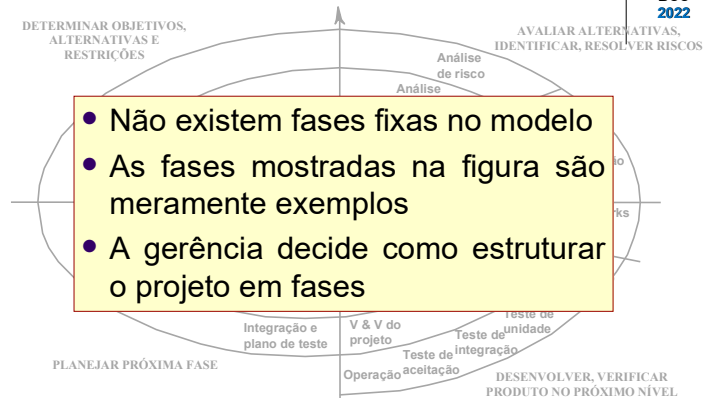 2022
DETERMINAR OBJETIVOS,
ALTERNATIVAS E
RESTRIÇÕES
AVALIAR ALTERNATIVAS,
IDENTIFICAR, RESOLVER RISCOS
Análise
de risco
Análise
• Não existem fases fixas no modelo
• As fases mostradas na figura são
meramente exemplos
• A gerência decide como estruturar
o projeto em fases
Integração e
plano de teste
V & V do
projeto
Teste de
unidade
Teste de
integração
Teste de
aceitação
Operação
PLANEJAR PRÓXIMA FASE
DESENVOLVER, VERIFICAR
PRODUTO NO PRÓXIMO NÍVEL